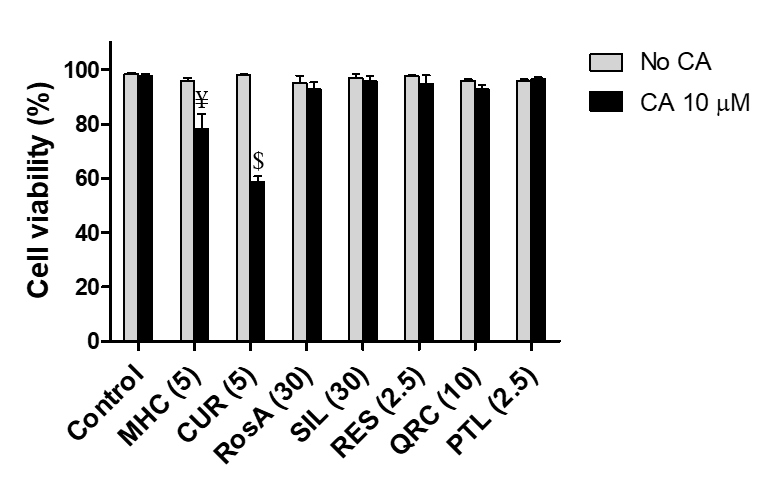 No CA
CA 10 μM
Cell viability (%)
100
80
60
40
20
0
¥
$
Control
MHC (5)
CUR (5)
RosA (30)
SIL (30)
RES (2.5)
QRC (10)
PTL (2.5)